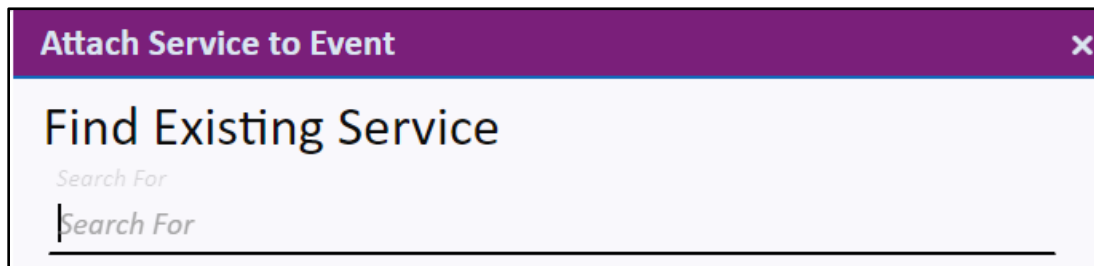 Attach Service to Event ×
Find Existing Service
Search For
Search For